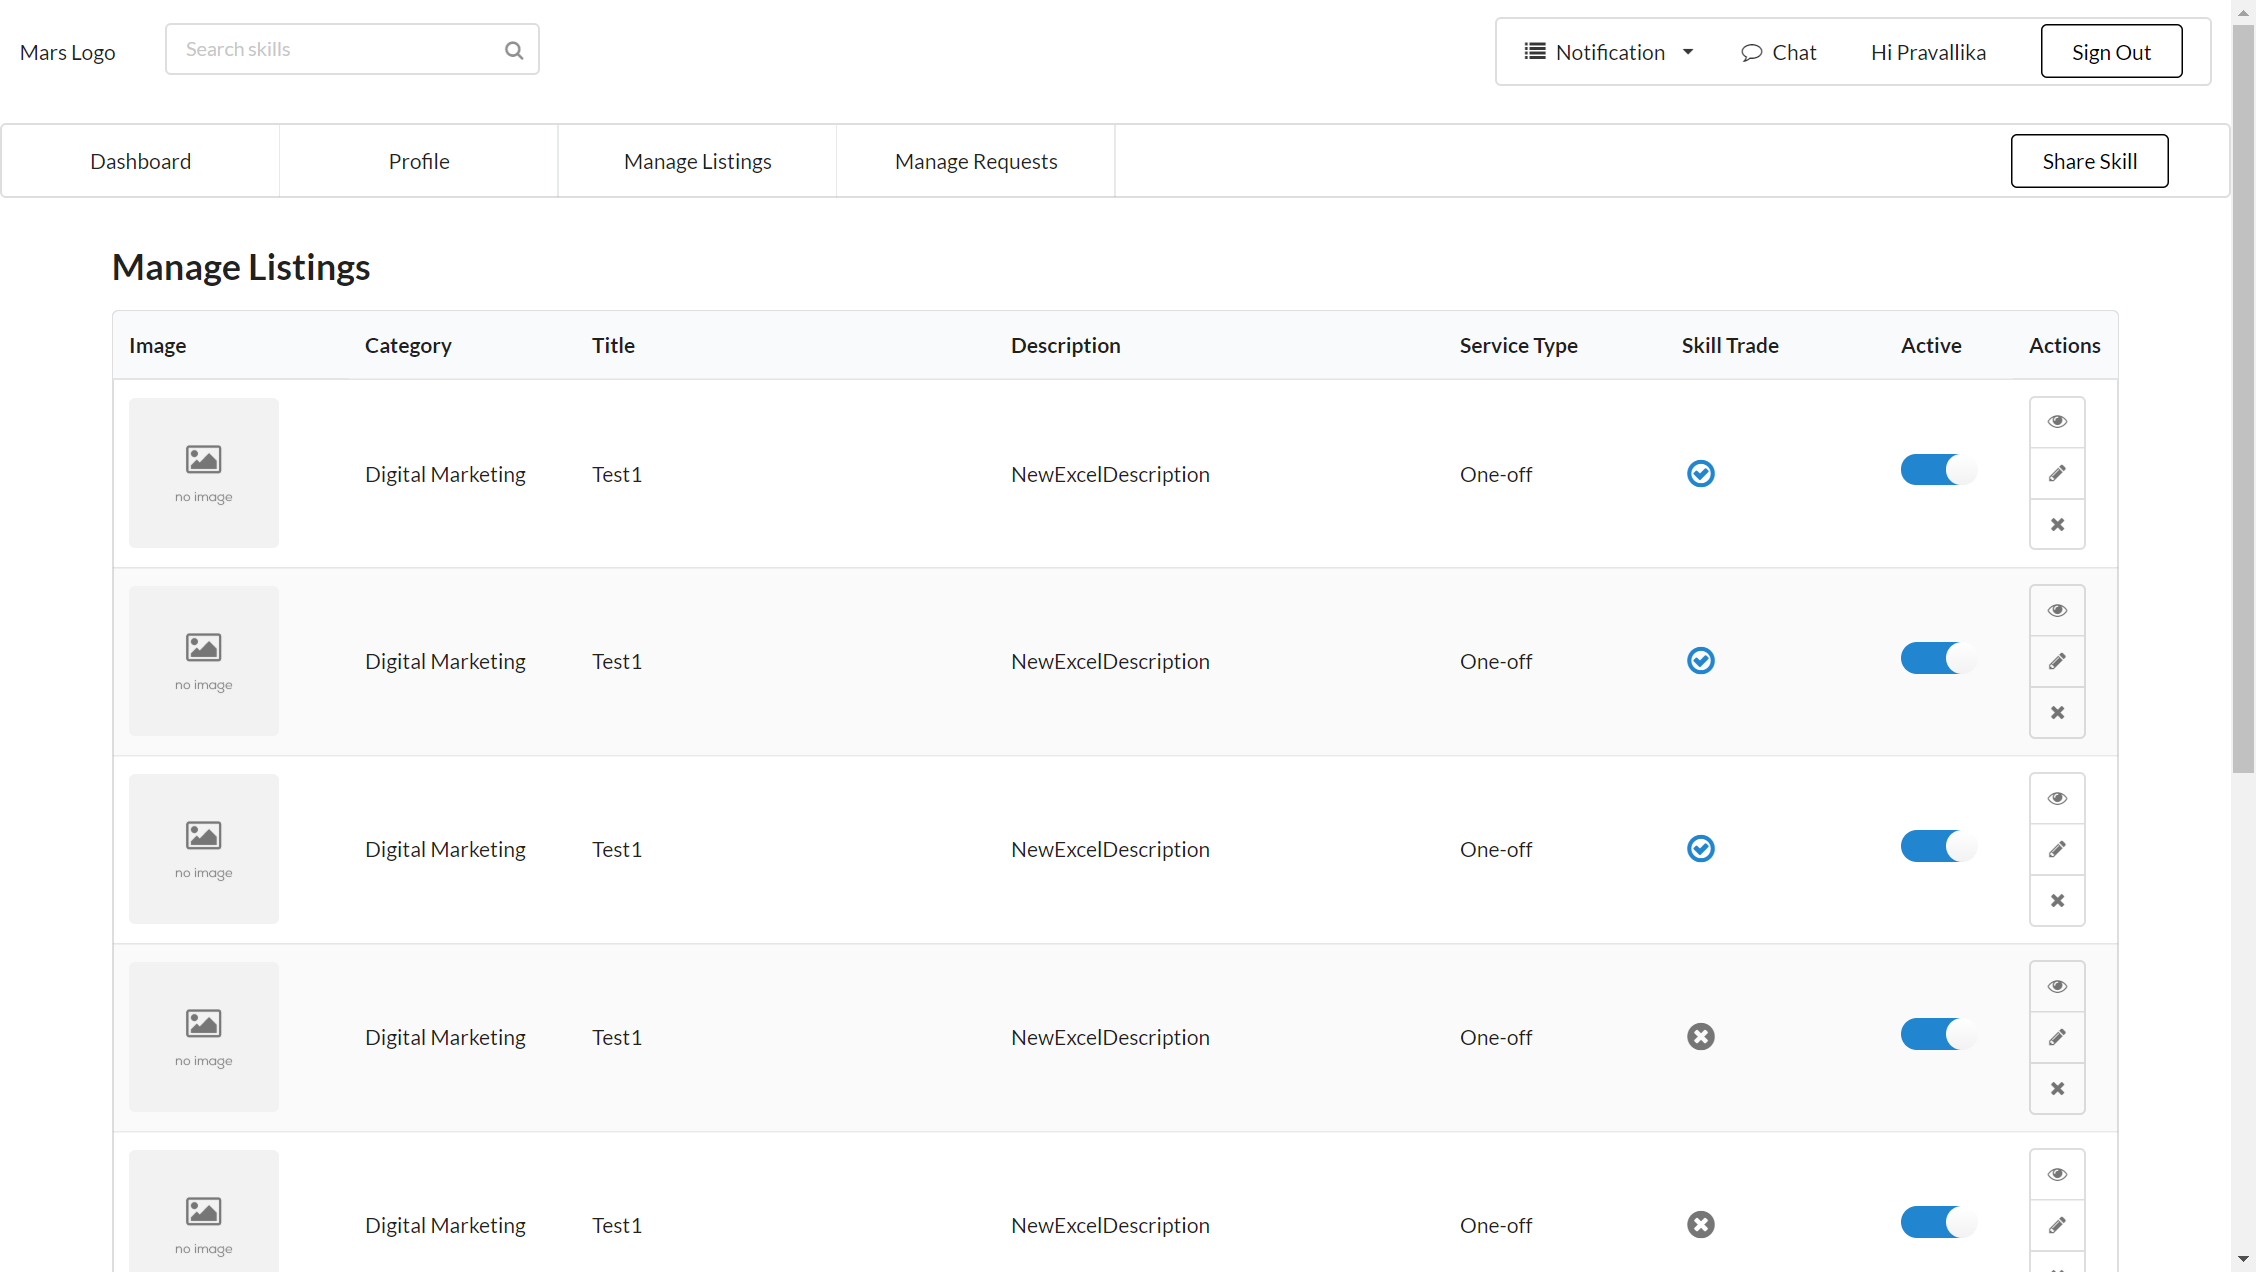 Mars Logo Search skills Notification Chat Hi Pravallika Sign Out
Dashboard Profile Manage Listings Manage Requests Share Skill
Manage Listings
Image Category Title Description Service Type Skill Trade Active Actions
no image Digital Marketing Test1 NewExcelDescription One-off
no image Digital Marketing Test1 NewExcelDescription One-off
no image Digital Marketing Test1 NewExcelDescription One-off
no image Digital Marketing Test1 NewExcelDescription One-off
no image Digital Marketing Test1 NewExcelDescription One-off